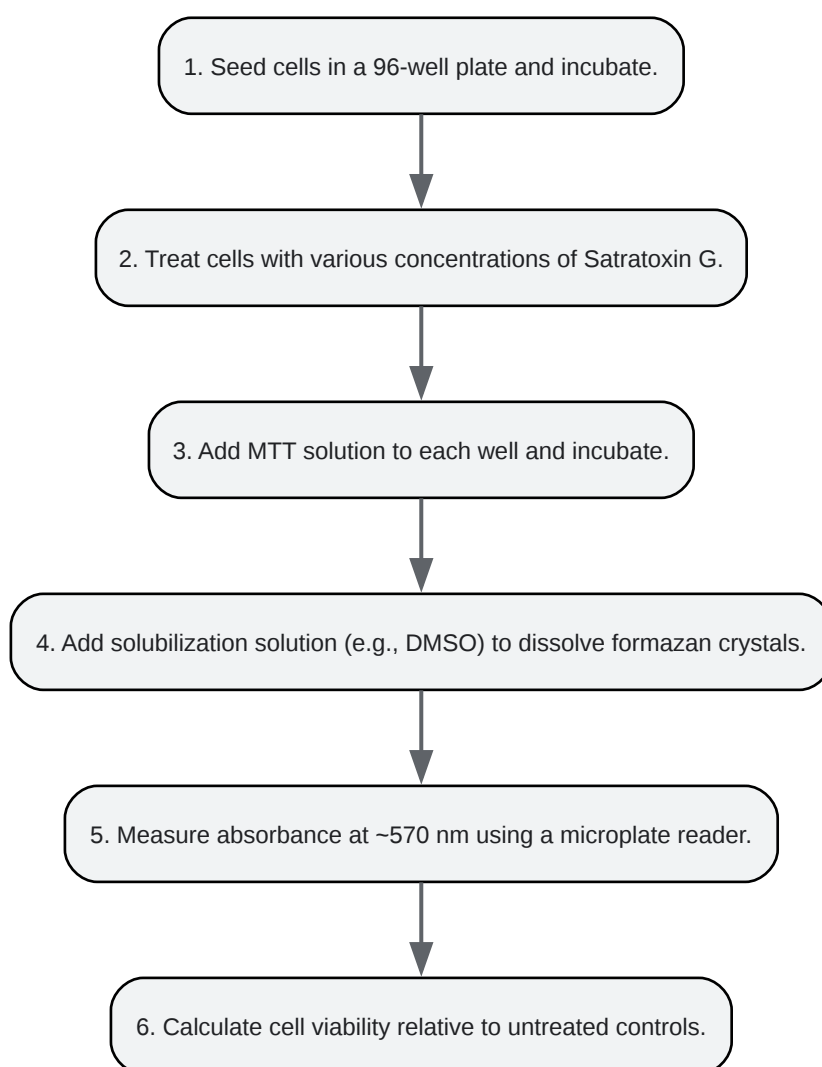 1. Seed cells in a 96-well plate and incubate.
2. Treat cells with various concentrations of Satratoxin G.
3. Add MTT solution to each well and incubate.
4. Add solubilization solution (e.g., DMSO) to dissolve formazan crystals.
5. Measure absorbance at ~570 nm using a microplate reader.
6. Calculate cell viability relative to untreated controls.